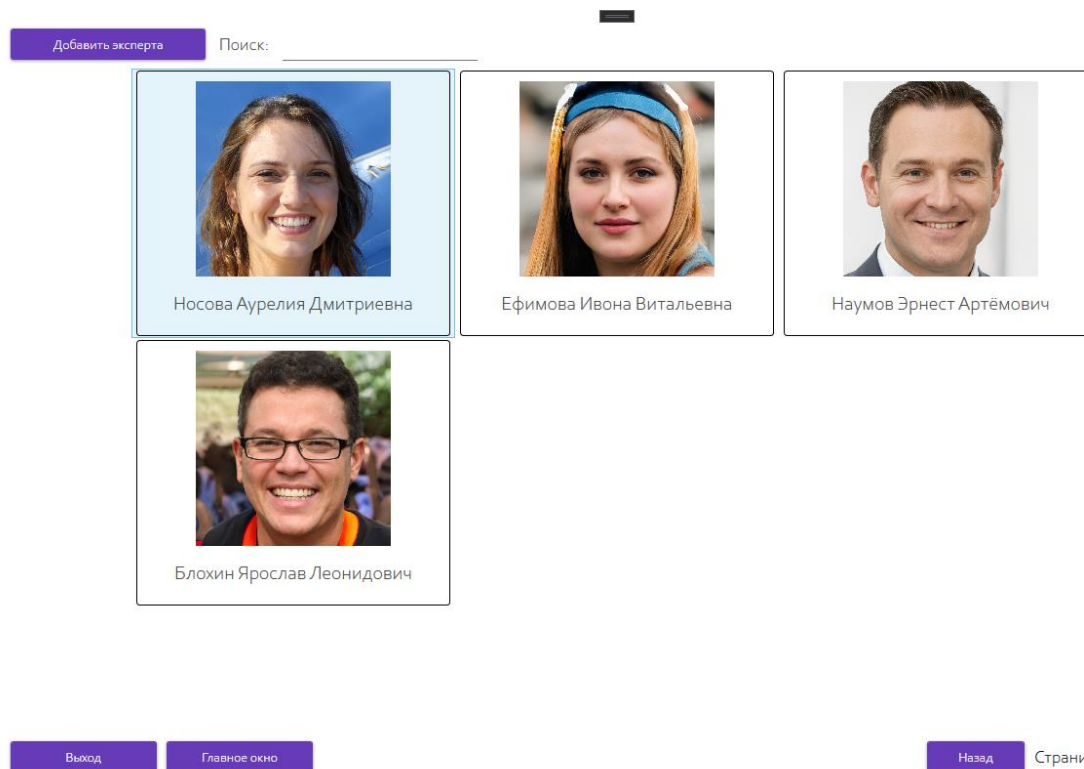 Добавить эксперта Поиск:
Носова Аурелия Дмитриевна Ефимова Ивона Витальевна Наумов Эрнест Артёмович
Блохин Ярослав Леонидович
Выход Главное окно Назад